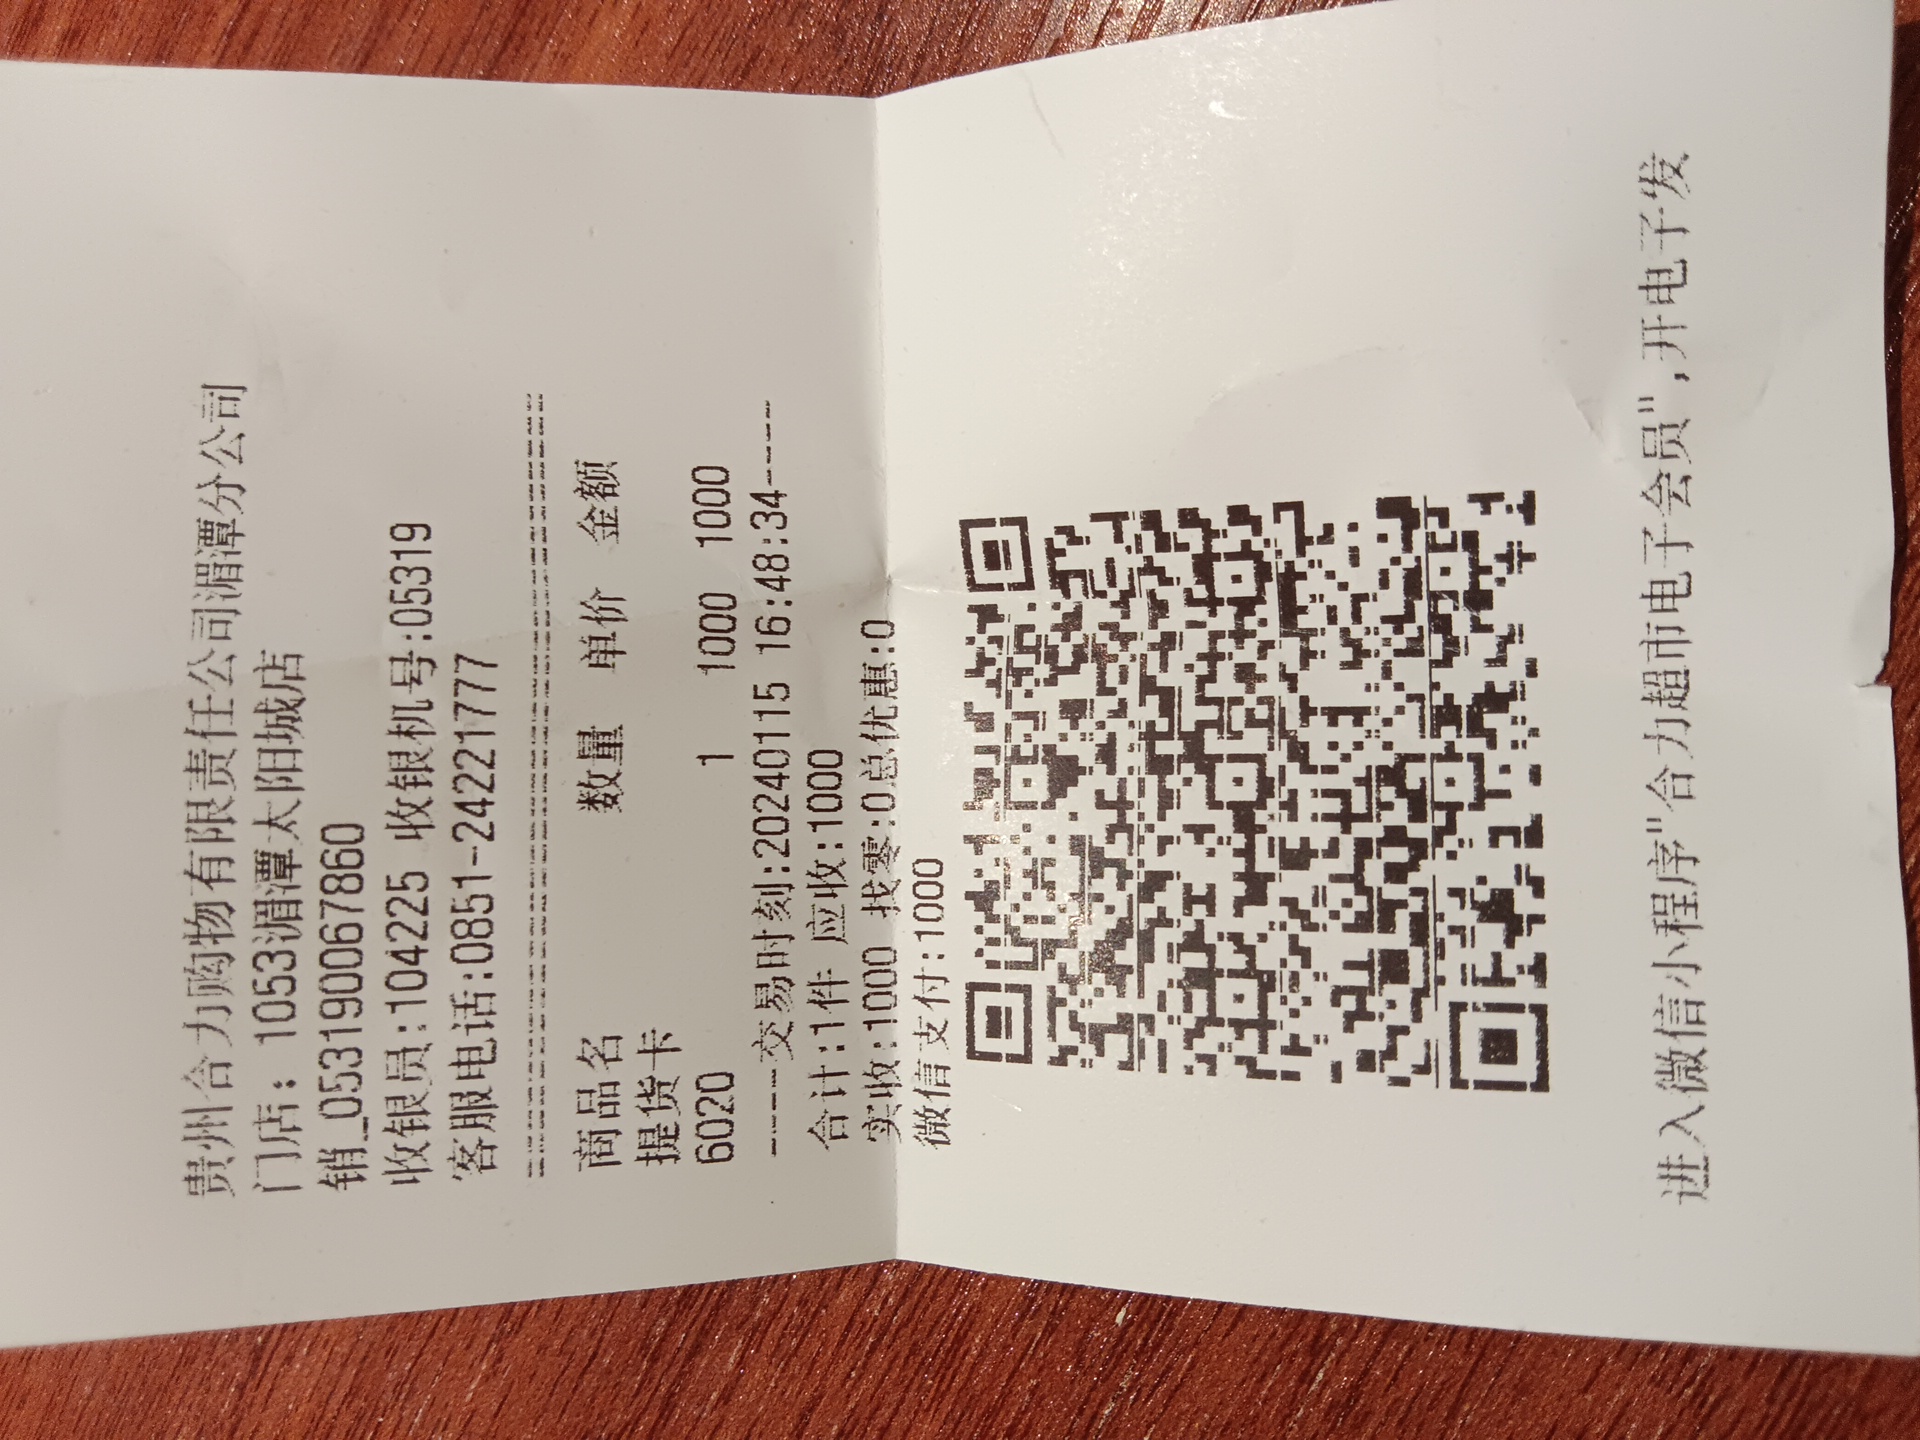 贵州合力购物有限责任公司湄潭分公司
门店: 1053湄潭太阳城店
销_053190067860
收银员:104225 收银机号:05319
客服电话:0851-24221777
商品名 数量 单价 金额
提货卡
6020 1 1000 1000
----交易时刻:20240115 16:48:34----
合计:1件 应收:1000
实收:1000 找零:0总优惠:0
微信支付:1000
进入微信小程序"合力超市电子会员",开电子发